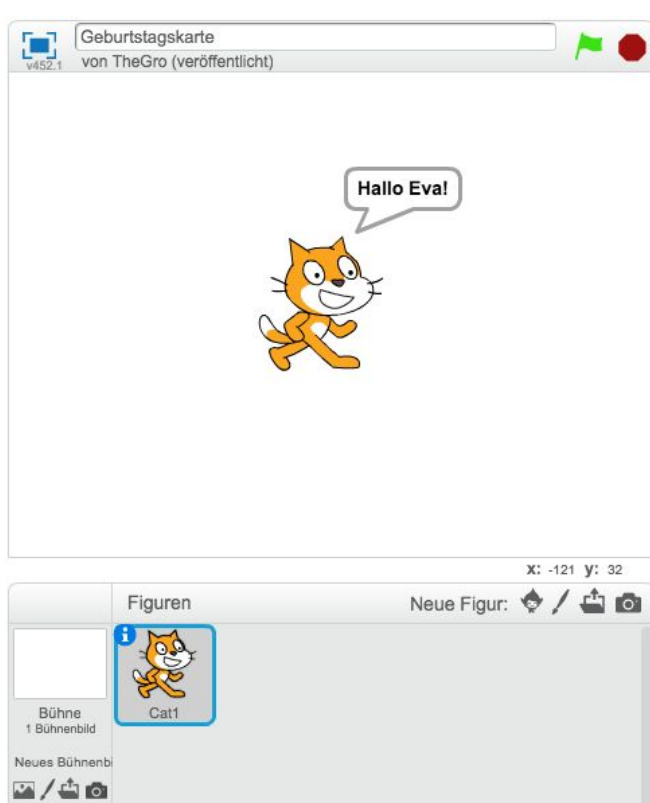 Geburtstagskarte
v452.1
von TheGro (veröffentlicht)
Hallo Eva!
x: -121 y: 32
Figuren
Neue Figur:
Bühne
1 Bühnenbild
Cat1
Neues Bühnenbi